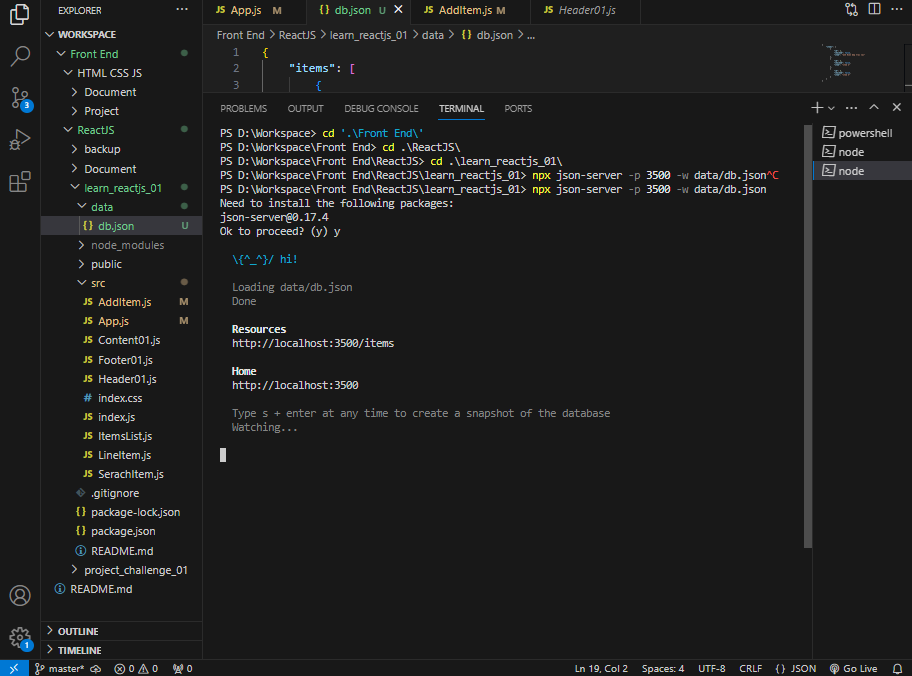 EXPLORER
WORKSPACE
Front End
HTML CSS JS
Document
Project
ReactJS
backup
Document
learn_reactjs_01
data
{} db.json U
node_modules
public
src
JS AddItem.js M
JS App.js M
JS Content01.js
JS Footer01.js
JS Header01.js
# index.css
JS index.js
JS ItemsList.js
JS LineItem.js
JS SerachItem.js
.gitignore
{} package-lock.json
{} package.json
README.md
project_challenge_01
README.md
OUTLINE
TIMELINE
3
1
JS App.js M
{} db.json U
JS AddItem.js M
JS Header01.js
Front End > ReactJS > learn_reactjs_01 > data > {} db.json > ...
1 {
2 "items": [
3 {
PROBLEMS OUTPUT DEBUG CONSOLE TERMINAL PORTS
PS D:\Workspace> cd '.\Front End\'
PS D:\Workspace\Front End> cd .\ReactJS\
PS D:\Workspace\Front End\ReactJS> cd .\learn_reactjs_01\
PS D:\Workspace\Front End\ReactJS\learn_reactjs_01> npx json-server -p 3500 -w data/db.json^C
PS D:\Workspace\Front End\ReactJS\learn_reactjs_01> npx json-server -p 3500 -w data/db.json
Need to install the following packages:
json-server@0.17.4
Ok to proceed? (y) y
\{^_^}/ hi!
Loading data/db.json
Done
Resources
http://localhost:3500/items
Home
http://localhost:3500
Type s + enter at any time to create a snapshot of the database
Watching...
powershell
node
node
master* 0 0 0
Ln 19, Col 2 Spaces: 4 UTF-8 CRLF {} JSON Go Live